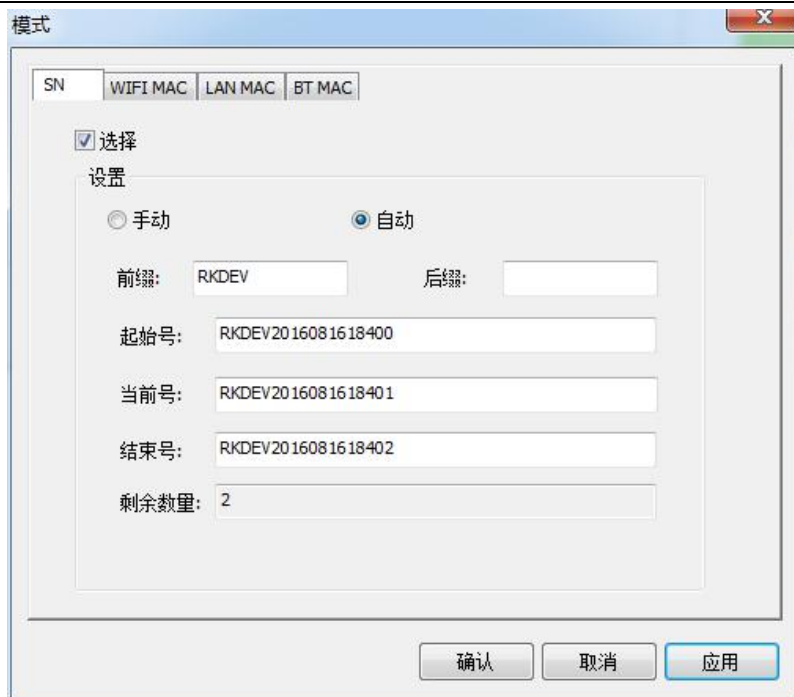 模式
SN WIFI MAC LAN MAC BT MAC
选择
设置
手动 自动
前缀: RKDEV 后缀:
起始号: RKDEV2016081618400
当前号: RKDEV2016081618401
结束号: RKDEV2016081618402
剩余数量: 2
确认 取消 应用